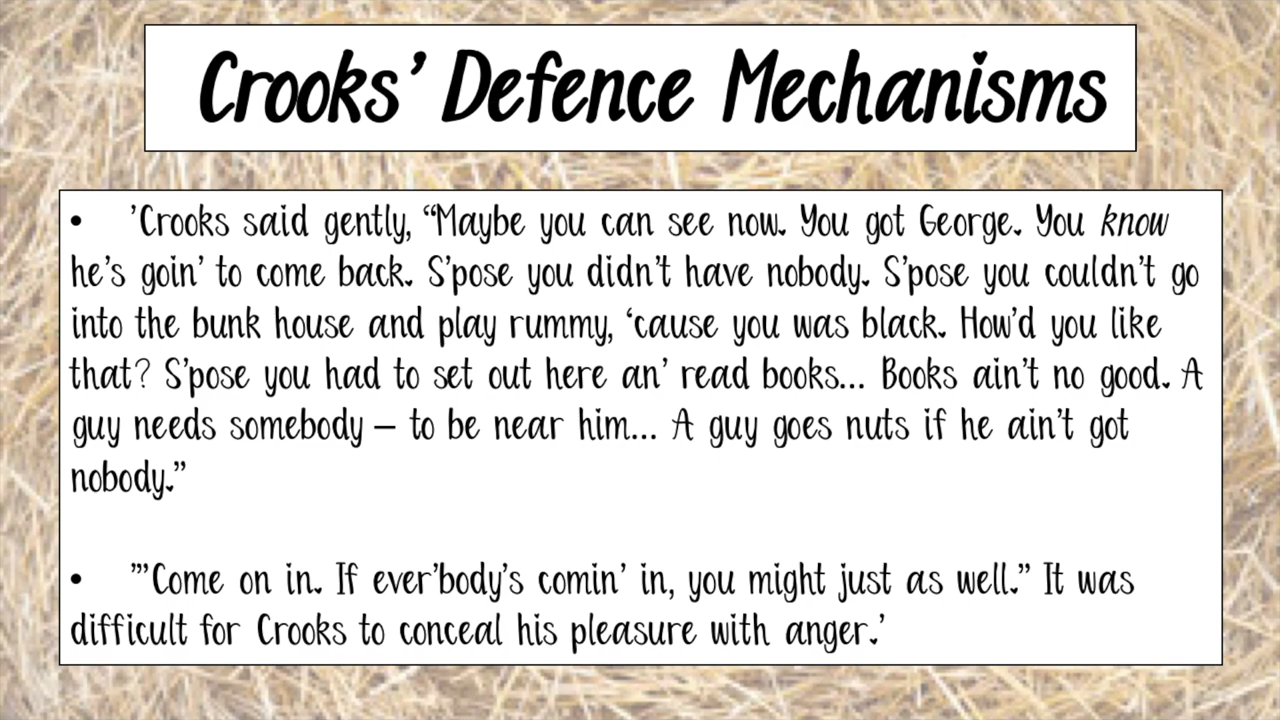 Crooks’ Defence Mechanisms
• ’Crooks said gently, “Maybe you can see now. You got George. You know
he’s goin’ to come back. S’pose you didn’t have nobody. S’pose you couldn’t go
into the bunk house and play rummy, ‘cause you was black. How’d you like
that? S’pose you had to set out here an’ read books... Books ain’t no good. A
guy needs somebody – to be near him... A guy goes nuts if he ain’t got
nobody.”
• ”’Come on in. If ever’body’s comin’ in, you might just as well.” It was
difficult for Crooks to conceal his pleasure with anger.’